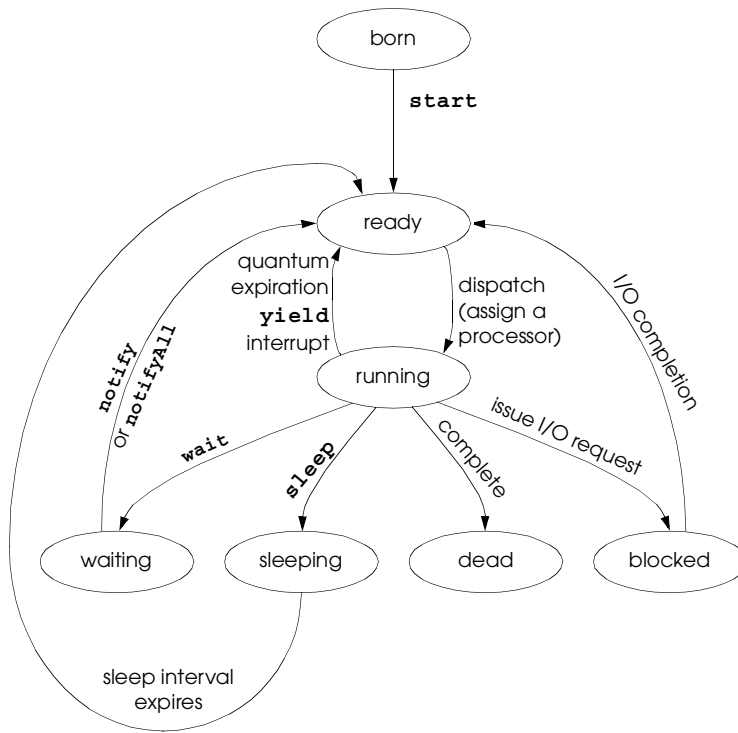 born
start
ready
quantum
expiration
yield
interrupt
dispatch
(assign a
processor)
I/O completion
notify
or notifyAll
running
wait
sleep
complete
issue I/O request
waiting
sleeping
dead
blocked
sleep interval
expires